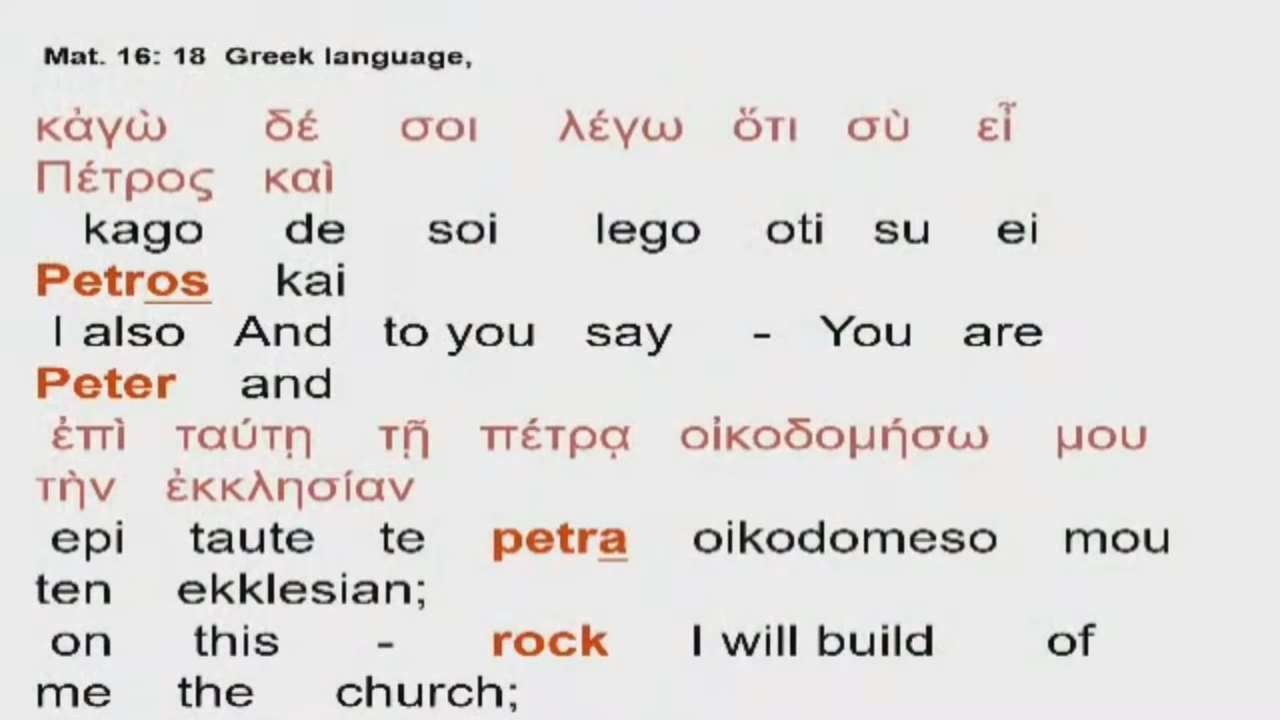 Mat. 16: 18 Greek language,
κἀγὼ δέ σοι λέγω ὅτι σὺ εἶ
Πέτρος καὶ
kago de soi lego oti su ei
Petros kai
I also And to you say - You are
Peter and
ἐπὶ ταύτῃ τῇ πέτρᾳ οἰκοδομήσω μου
τὴν ἐκκλησίαν
epi taute te petra oikodomeso mou
ten ekklesian;
on this - rock I will build of
me the church;